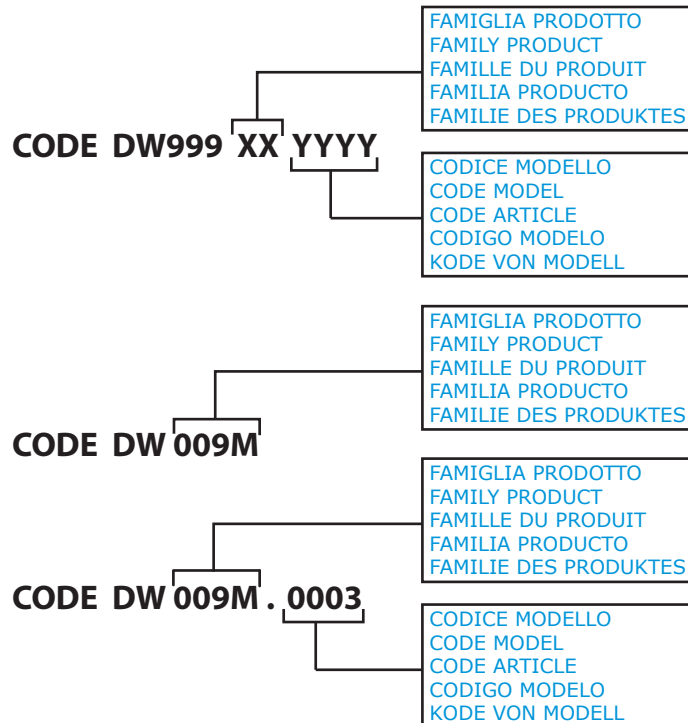 FAMIGLIA PRODOTTO
FAMILY PRODUCT
FAMILLE DU PRODUIT
FAMILIA PRODUCTO
FAMILIE DES PRODUKTES
CODE DW999 XX YYYY
CODICE MODELLO
CODE MODEL
CODE ARTICLE
CODIGO MODELO
KODE VON MODELL
FAMIGLIA PRODOTTO
FAMILY PRODUCT
FAMILLE DU PRODUIT
FAMILIA PRODUCTO
FAMILIE DES PRODUKTES
CODE DW 009M
FAMIGLIA PRODOTTO
FAMILY PRODUCT
FAMILLE DU PRODUIT
FAMILIA PRODUCTO
FAMILIE DES PRODUKTES
CODE DW 009M . 0003
CODICE MODELLO
CODE MODEL
CODE ARTICLE
CODIGO MODELO
KODE VON MODELL